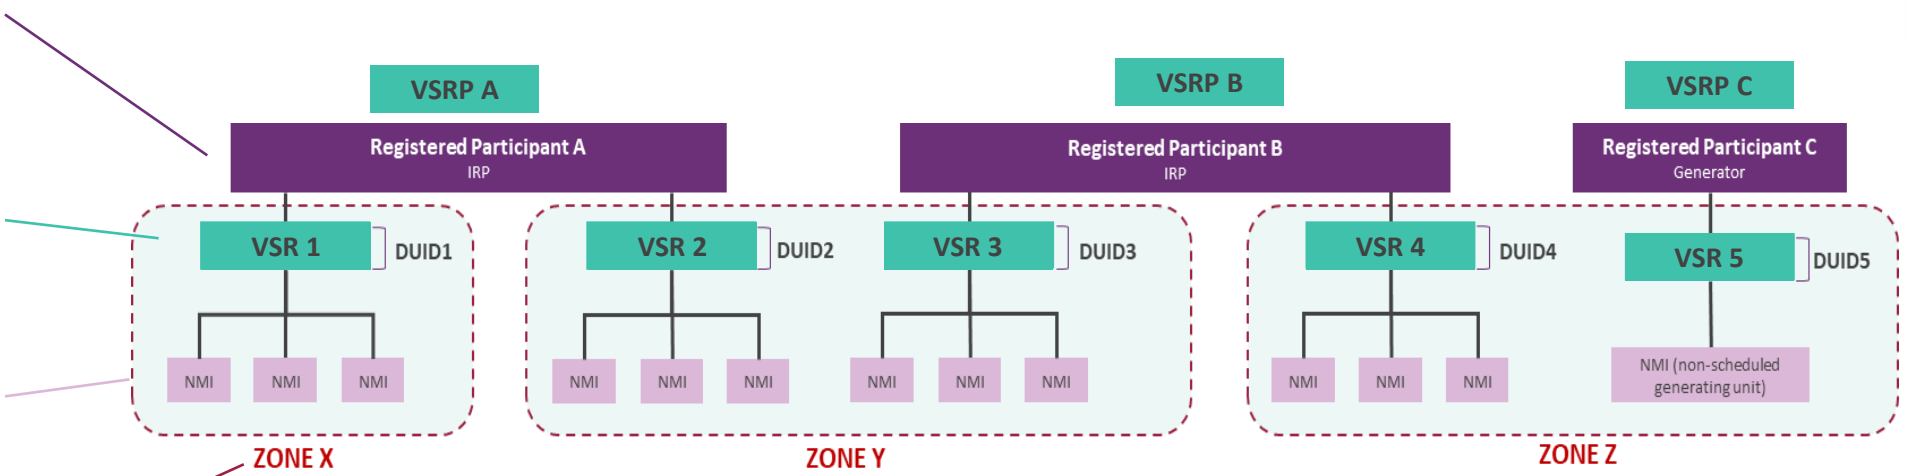 VSRP A
VSRP B
VSRP C
Registered Participant A
IRP
Registered Participant B
IRP
Registered Participant C
Generator
VSR 1
DUID1
VSR 2
DUID2
VSR 3
DUID3
VSR 4
DUID4
VSR 5
DUID5
NMI
NMI
NMI
NMI
NMI
NMI
NMI
NMI
NMI
NMI
NMI
NMI
NMI (non-scheduled
generating unit)
ZONE X
ZONE Y
ZONE Z